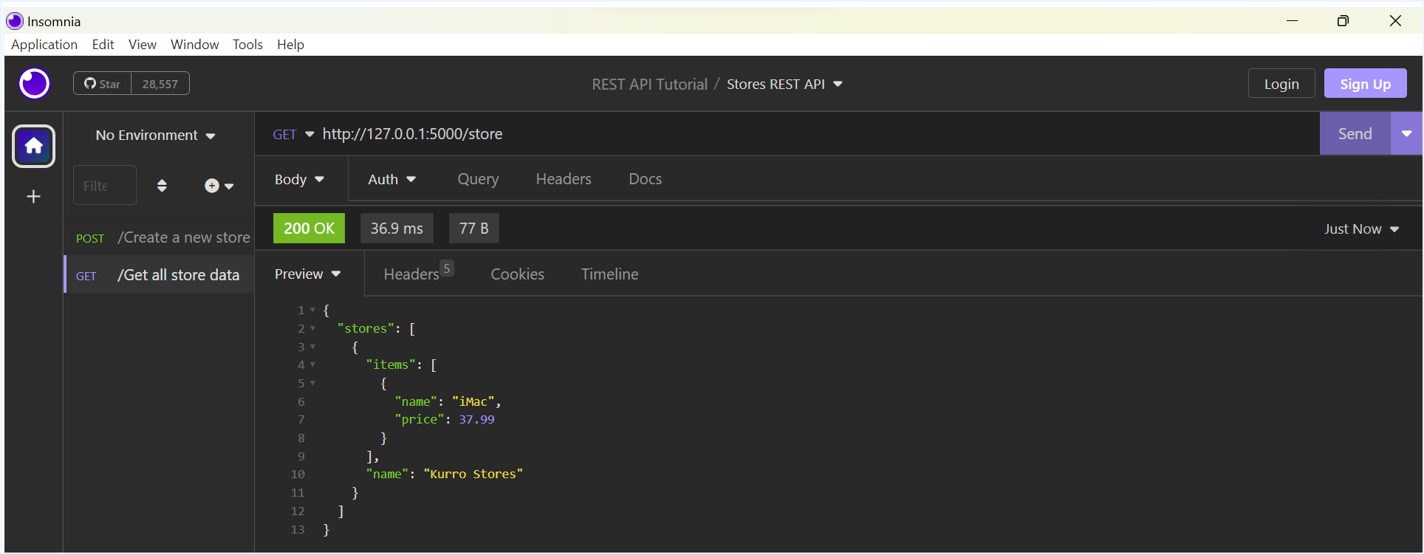 Insomnia
Application Edit View Window Tools Help
Star 28,557 REST API Tutorial / Stores REST API Login Sign Up
No Environment GET http://127.0.0.1:5000/store Send
Filte Body Auth Query Headers Docs
200 OK 36.9 ms 77 B Just Now
POST /Create a new store
GET /Get all store data
Preview Headers 5 Cookies Timeline
1 {
2 "stores": [
3 {
4 "items": [
5 {
6 "name": "iMac",
7 "price": 37.99
8 }
9 ],
10 "name": "Kurro Stores"
11 }
12 ]
13 }